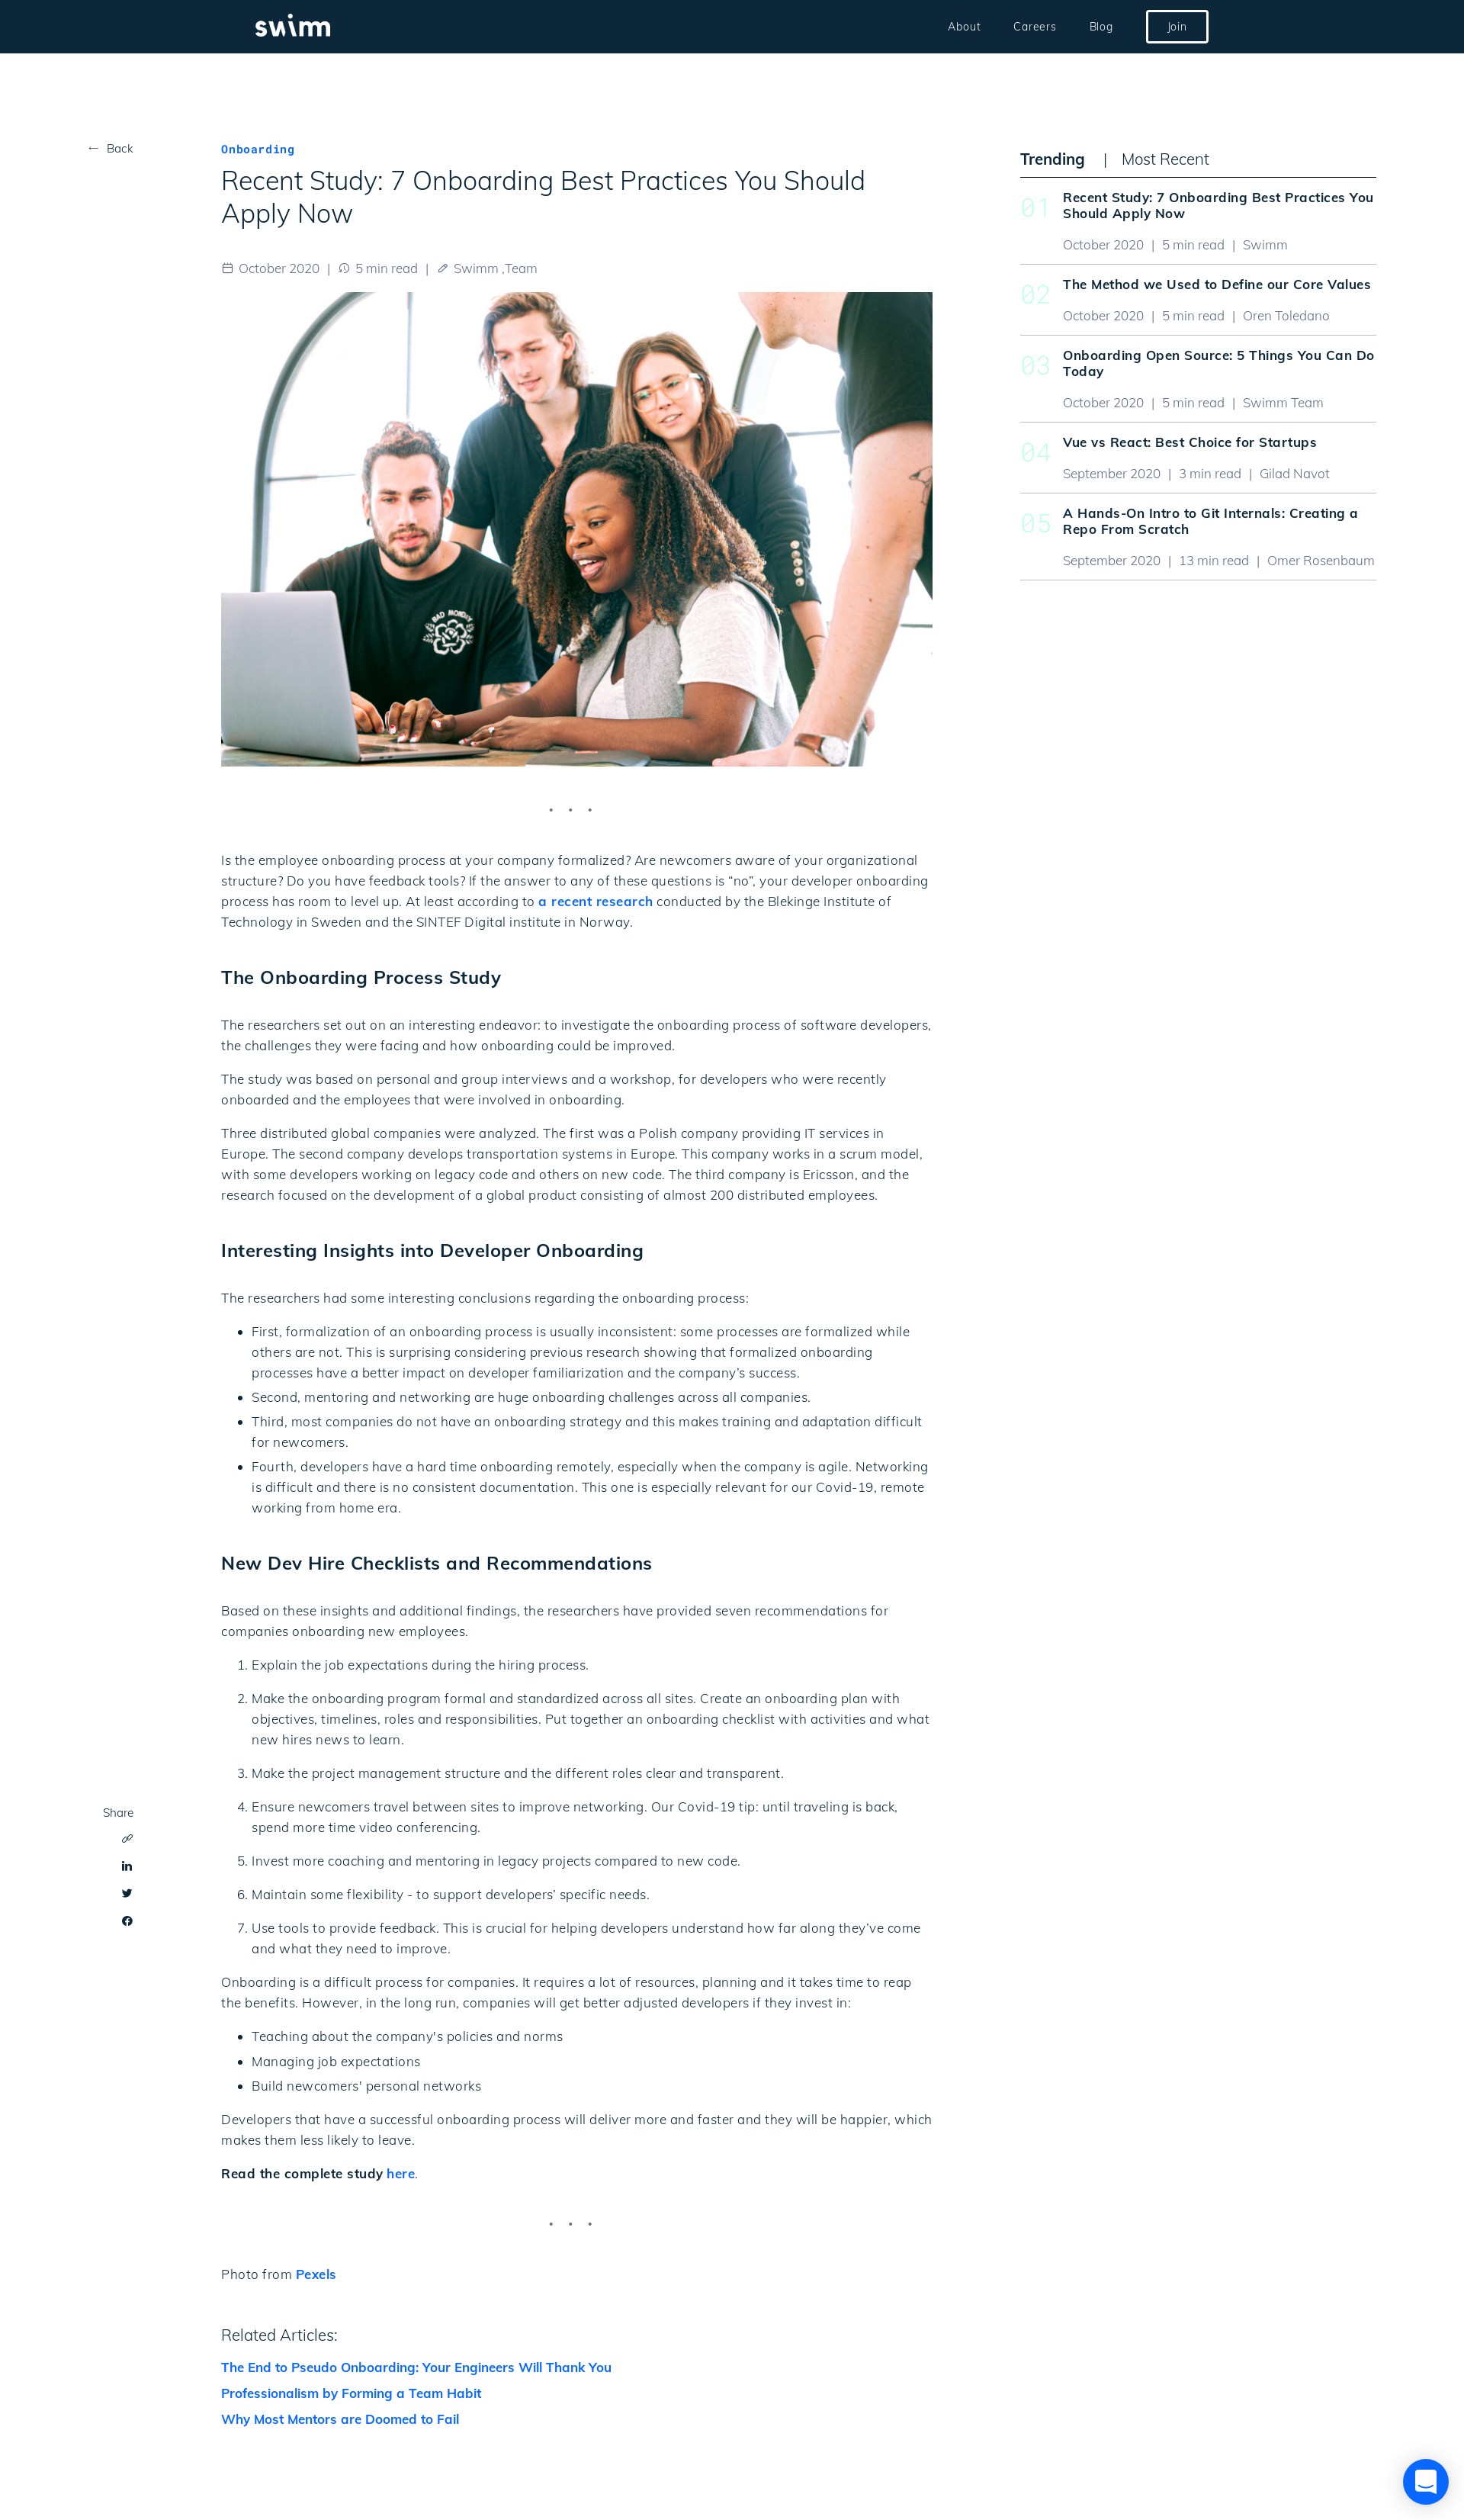 swimm
About
Careers
Blog
Join
← Back
Onboarding
Recent Study: 7 Onboarding Best Practices You Should
Apply Now
October 2020 | 5 min read | Swimm ,Team
BAD MONDAY
. . .
Is the employee onboarding process at your company formalized? Are newcomers aware of your organizational
structure? Do you have feedback tools? If the answer to any of these questions is “no”, your developer onboarding
process has room to level up. At least according to a recent research conducted by the Blekinge Institute of
Technology in Sweden and the SINTEF Digital institute in Norway.
The Onboarding Process Study
The researchers set out on an interesting endeavor: to investigate the onboarding process of software developers,
the challenges they were facing and how onboarding could be improved.
The study was based on personal and group interviews and a workshop, for developers who were recently
onboarded and the employees that were involved in onboarding.
Three distributed global companies were analyzed. The first was a Polish company providing IT services in
Europe. The second company develops transportation systems in Europe. This company works in a scrum model,
with some developers working on legacy code and others on new code. The third company is Ericsson, and the
research focused on the development of a global product consisting of almost 200 distributed employees.
Interesting Insights into Developer Onboarding
The researchers had some interesting conclusions regarding the onboarding process:
• First, formalization of an onboarding process is usually inconsistent: some processes are formalized while
others are not. This is surprising considering previous research showing that formalized onboarding
processes have a better impact on developer familiarization and the company’s success.
• Second, mentoring and networking are huge onboarding challenges across all companies.
• Third, most companies do not have an onboarding strategy and this makes training and adaptation difficult
for newcomers.
• Fourth, developers have a hard time onboarding remotely, especially when the company is agile. Networking
is difficult and there is no consistent documentation. This one is especially relevant for our Covid-19, remote
working from home era.
New Dev Hire Checklists and Recommendations
Based on these insights and additional findings, the researchers have provided seven recommendations for
companies onboarding new employees.
1. Explain the job expectations during the hiring process.
2. Make the onboarding program formal and standardized across all sites. Create an onboarding plan with
objectives, timelines, roles and responsibilities. Put together an onboarding checklist with activities and what
new hires news to learn.
3. Make the project management structure and the different roles clear and transparent.
4. Ensure newcomers travel between sites to improve networking. Our Covid-19 tip: until traveling is back,
spend more time video conferencing.
5. Invest more coaching and mentoring in legacy projects compared to new code.
6. Maintain some flexibility - to support developers’ specific needs.
7. Use tools to provide feedback. This is crucial for helping developers understand how far along they’ve come
and what they need to improve.
Onboarding is a difficult process for companies. It requires a lot of resources, planning and it takes time to reap
the benefits. However, in the long run, companies will get better adjusted developers if they invest in:
• Teaching about the company's policies and norms
• Managing job expectations
• Build newcomers' personal networks
Developers that have a successful onboarding process will deliver more and faster and they will be happier, which
makes them less likely to leave.
Read the complete study here.
. . .
Photo from Pexels
Related Articles:
The End to Pseudo Onboarding: Your Engineers Will Thank You
Professionalism by Forming a Team Habit
Why Most Mentors are Doomed to Fail
Share
Trending | Most Recent
01
Recent Study: 7 Onboarding Best Practices You
Should Apply Now
October 2020 | 5 min read | Swimm
02
The Method we Used to Define our Core Values
October 2020 | 5 min read | Oren Toledano
03
Onboarding Open Source: 5 Things You Can Do
Today
October 2020 | 5 min read | Swimm Team
04
Vue vs React: Best Choice for Startups
September 2020 | 3 min read | Gilad Navot
05
A Hands-On Intro to Git Internals: Creating a
Repo From Scratch
September 2020 | 13 min read | Omer Rosenbaum